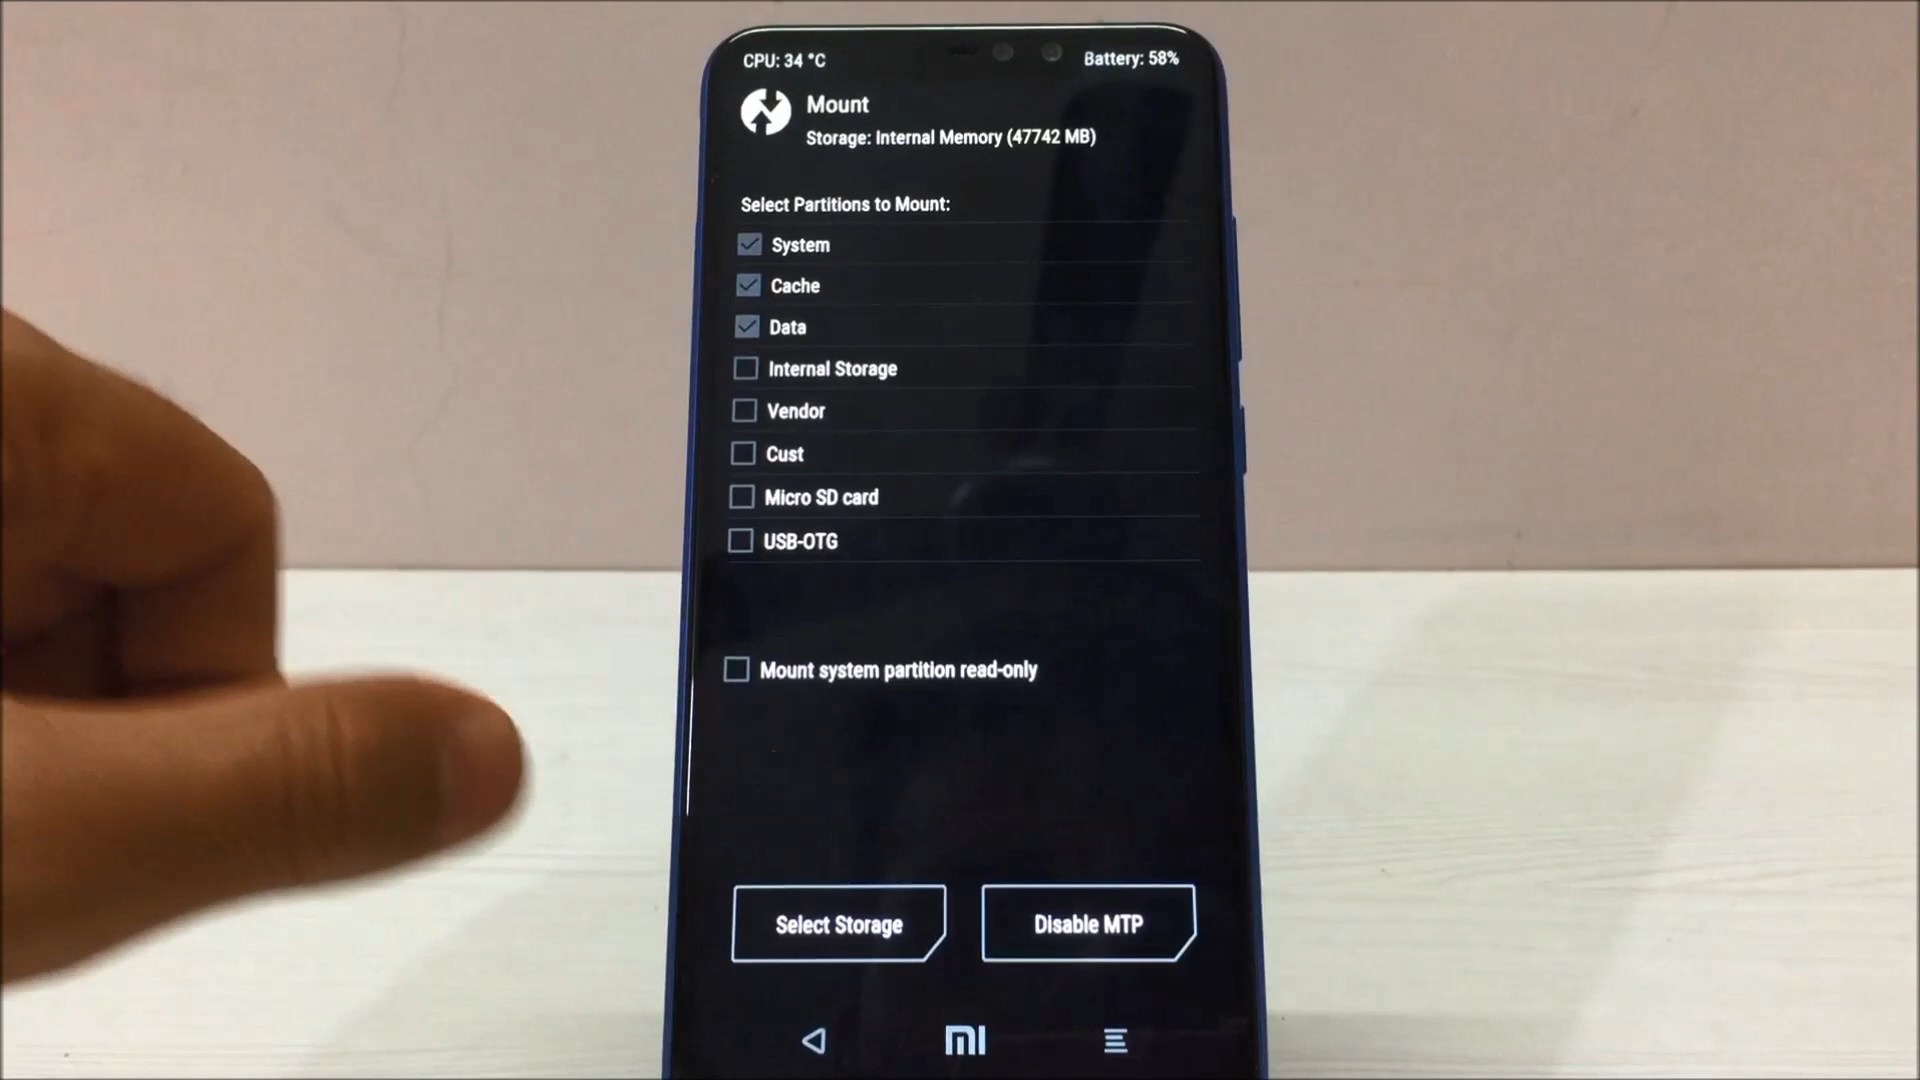 CPU: 34 °C
Battery: 58%
Mount
Storage: Internal Memory (47742 MB)
Select Partitions to Mount:
System
Cache
Data
Internal Storage
Vendor
Cust
Micro SD card
USB-OTG
Mount system partition read-only
Select Storage
Disable MTP
MI